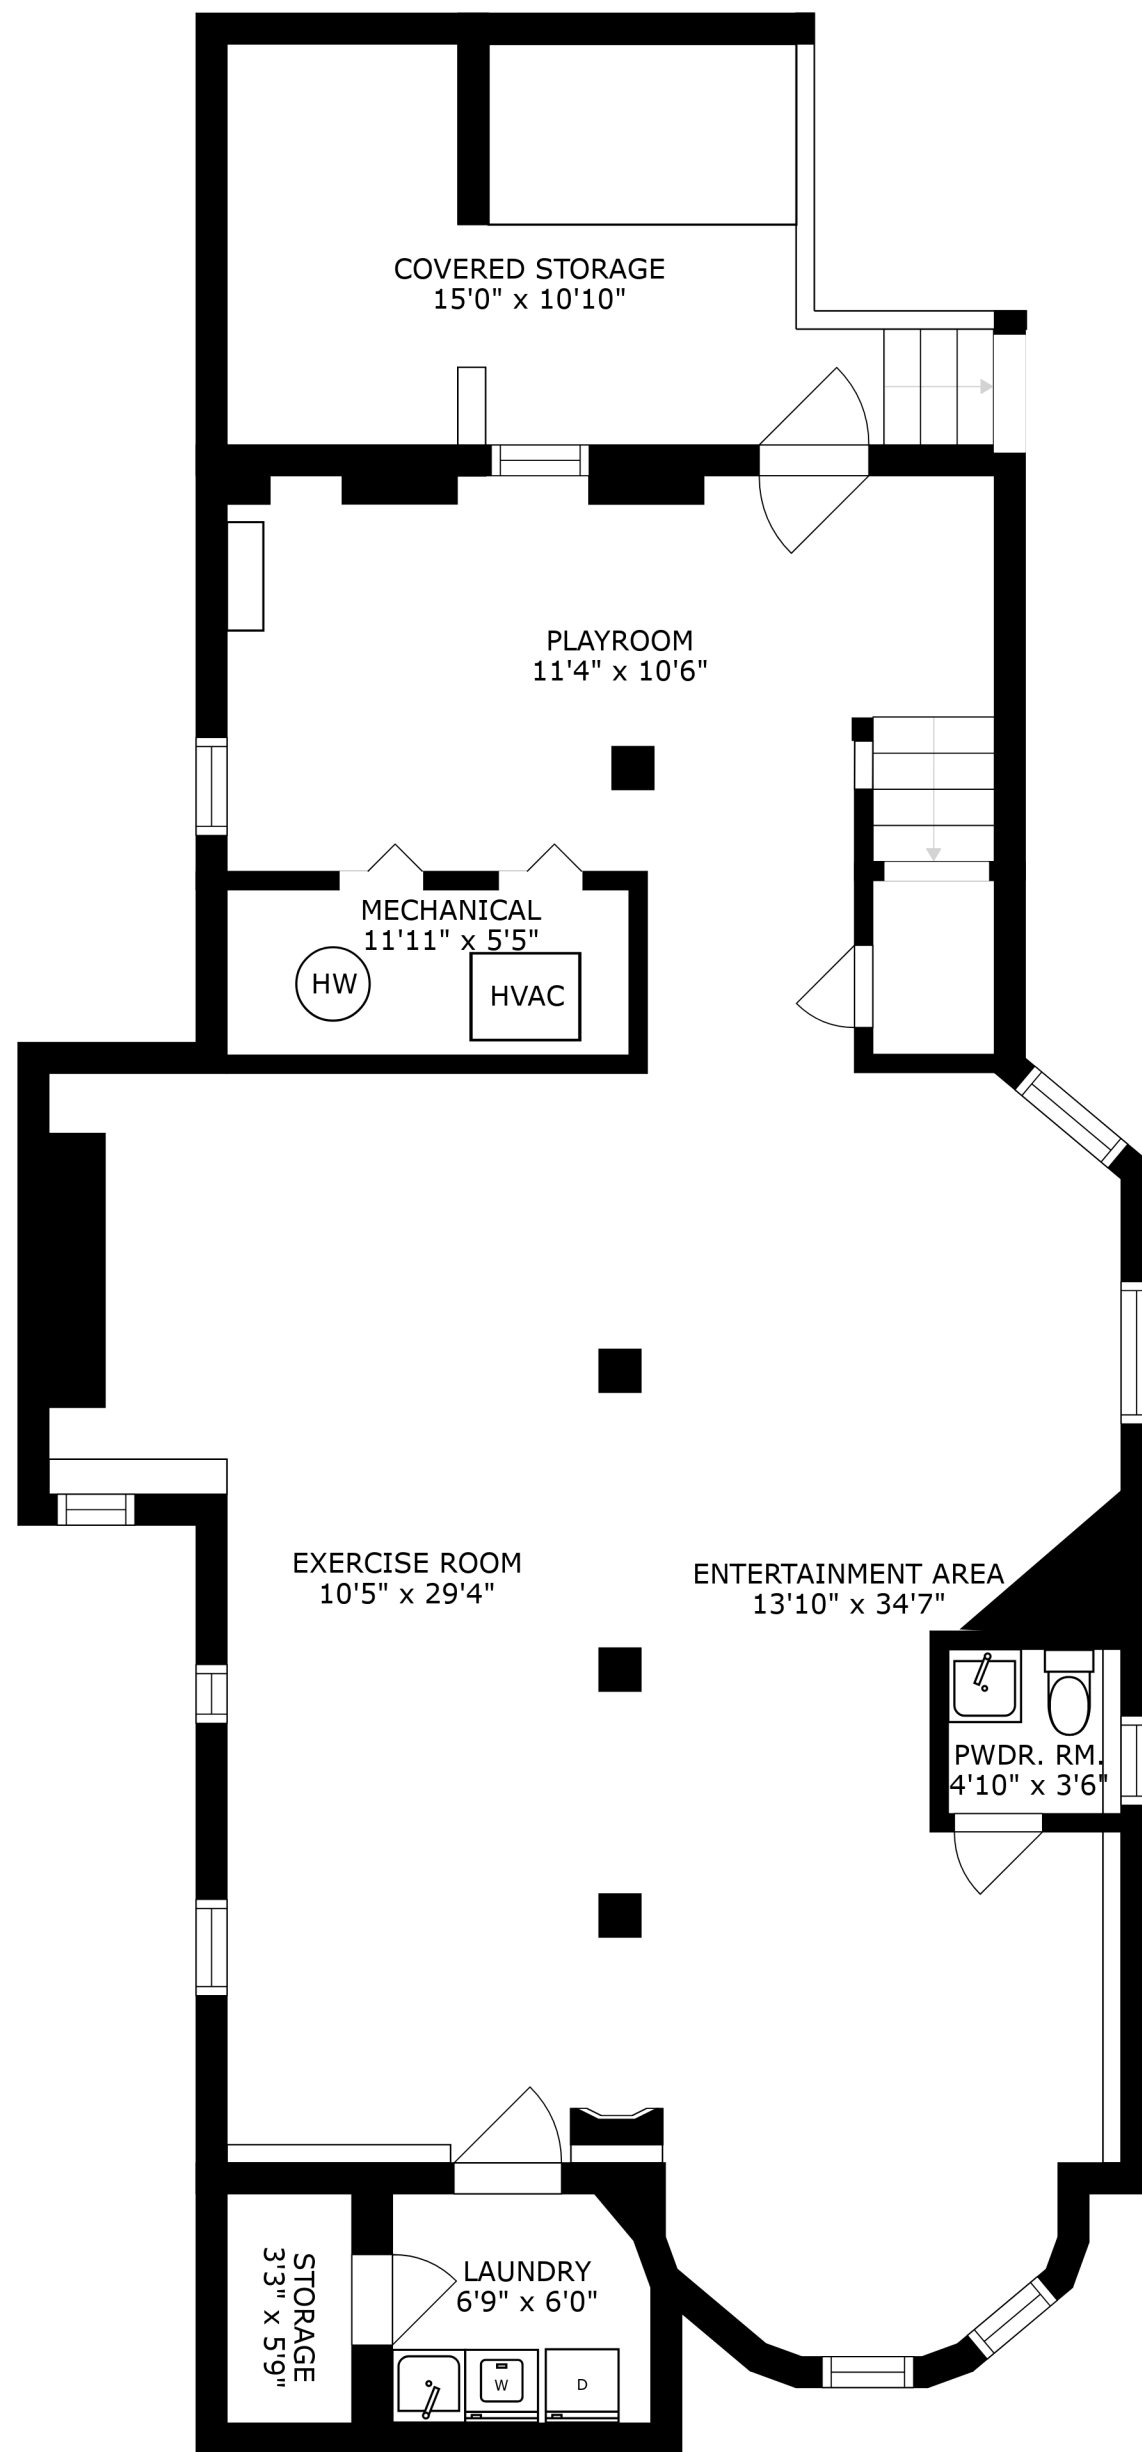 COVERED STORAGE
15'0" x 10'10"
PLAYROOM
11'4" x 10'6"
MECHANICAL
11'11" x 5'5"
HW
HVAC
EXERCISE ROOM
10'5" x 29'4"
ENTERTAINMENT AREA
13'10" x 34'7"
PWDR. RM.
4'10" x 3'6"
STORAGE
3'3" x 5'9"
LAUNDRY
6'9" x 6'0"
W
D